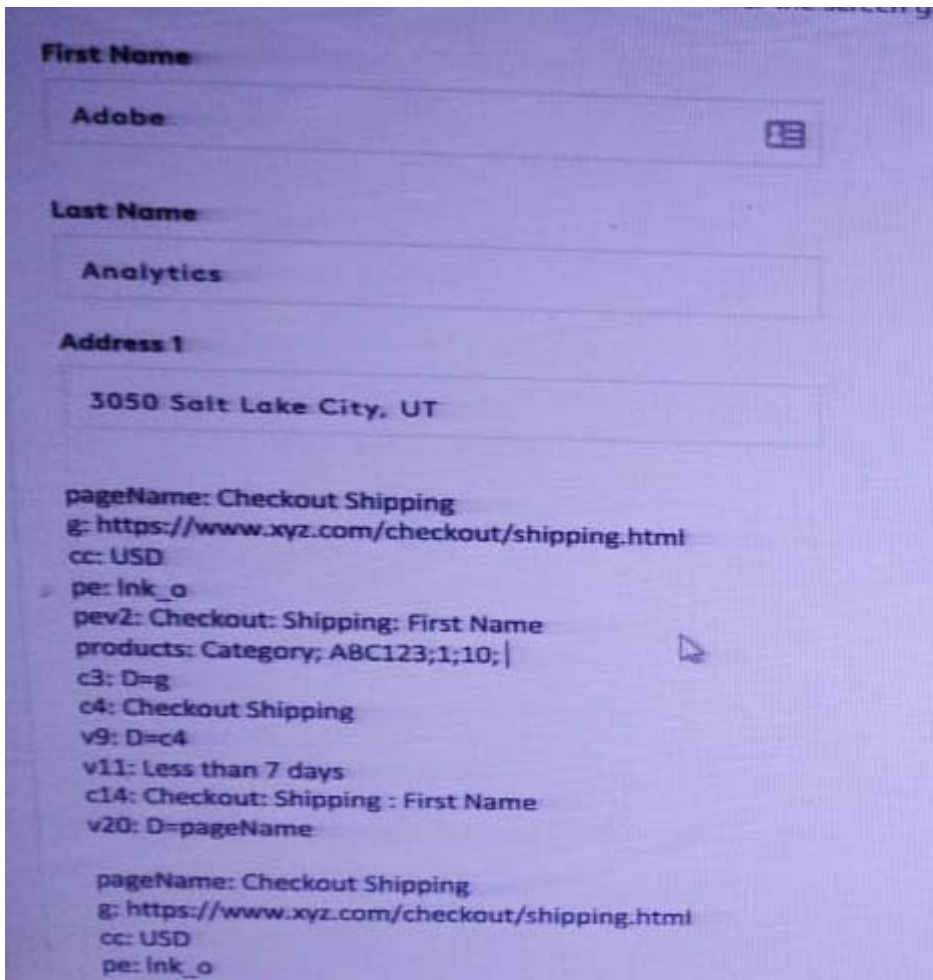 the screen
First Name
Adobe
Last Name
Analytics
Address 1
3050 Salt Lake City, UT
pageName: Checkout Shipping
g: https://www.xyz.com/checkout/shipping.html
cc: USD
pe: lnk_o
pev2: Checkout: Shipping: First Name
products: Category; ABC123;1;10;
c3: D=g
c4: Checkout Shipping
v9: D=c4
v11: Less than 7 days
c14: Checkout: Shipping : First Name
v20: D=pageName
pageName: Checkout Shipping
g: https://www.xyz.com/checkout/shipping.html
cc: USD
pe: lnk_o